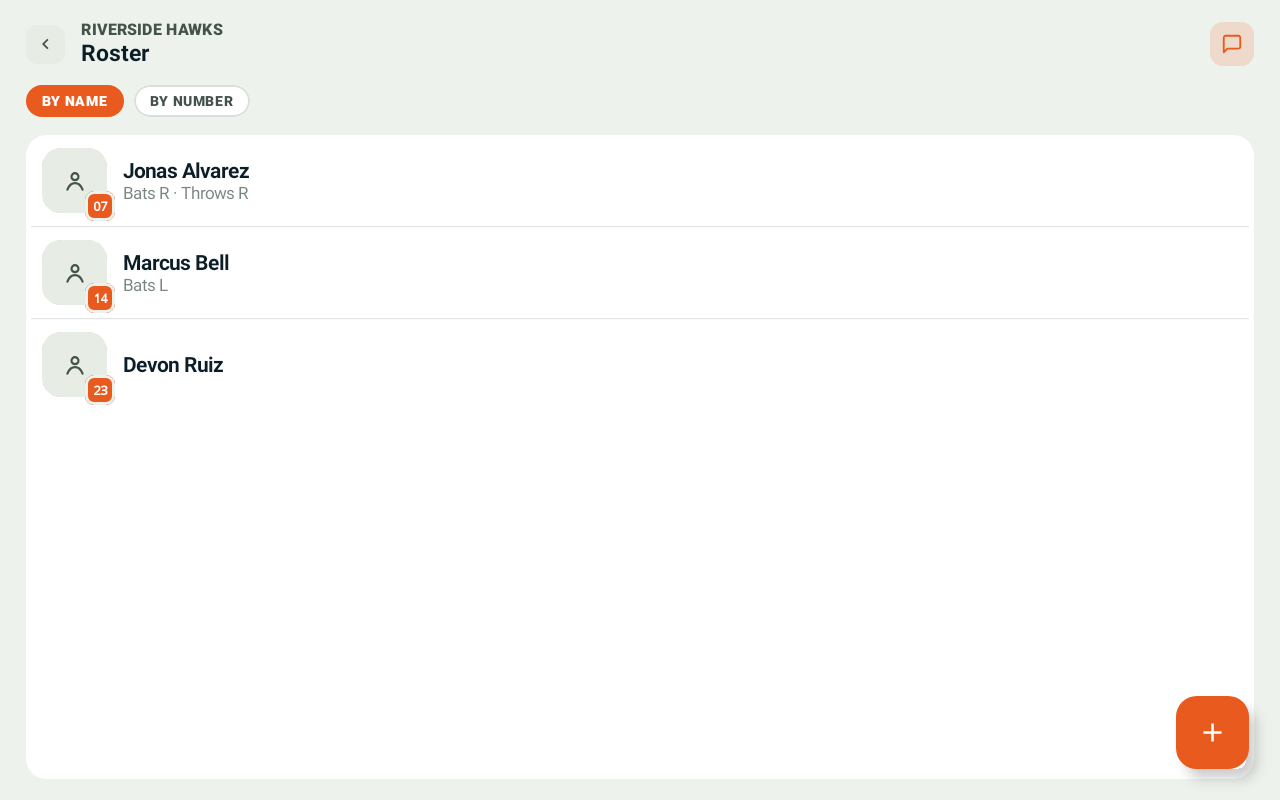 RIVERSIDE HAWKS
Roster
BY NAME
BY NUMBER
Jonas Alvarez
Bats R · Throws R
07
Marcus Bell
Bats L
14
Devon Ruiz
23